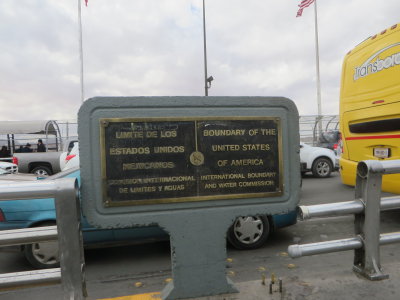 LIMITE DE LOS
ESTADOS UNIDOS
MEXICANOS
COMISION INTERNACIONAL
DE LIMITES Y AGUAS
BOUNDARY OF THE
UNITED STATES
OF AMERICA
INTERNATIONAL BOUNDARY
AND WATER COMMISSION